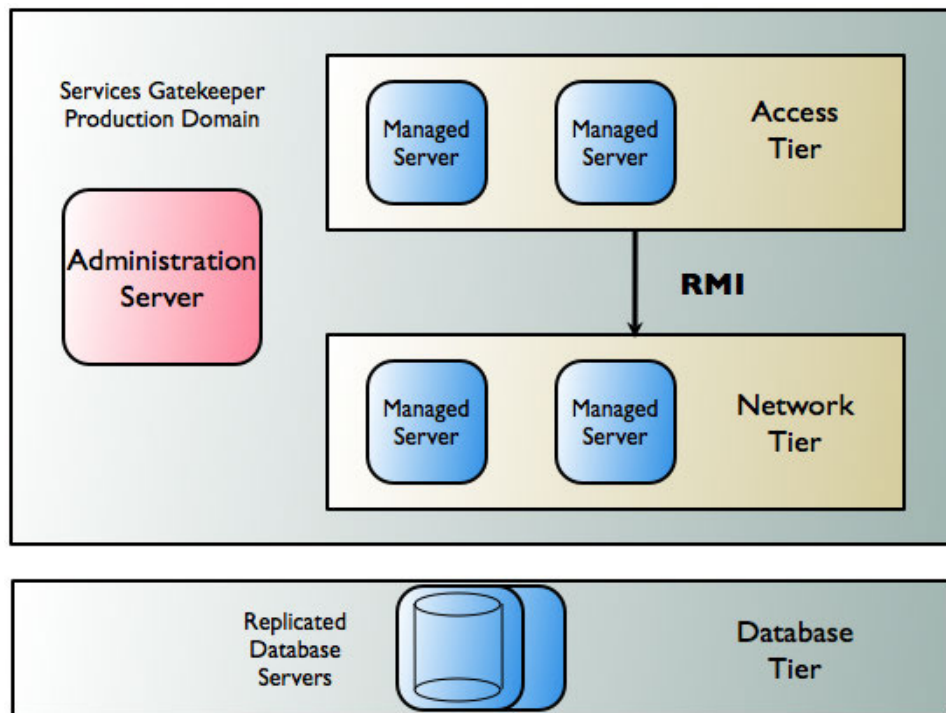 Services Gatekeeper
Production Domain
Administration
Server
Managed
Server
Managed
Server
Access
Tier
RMI
Managed
Server
Managed
Server
Network
Tier
Replicated
Database
Servers
Database
Tier